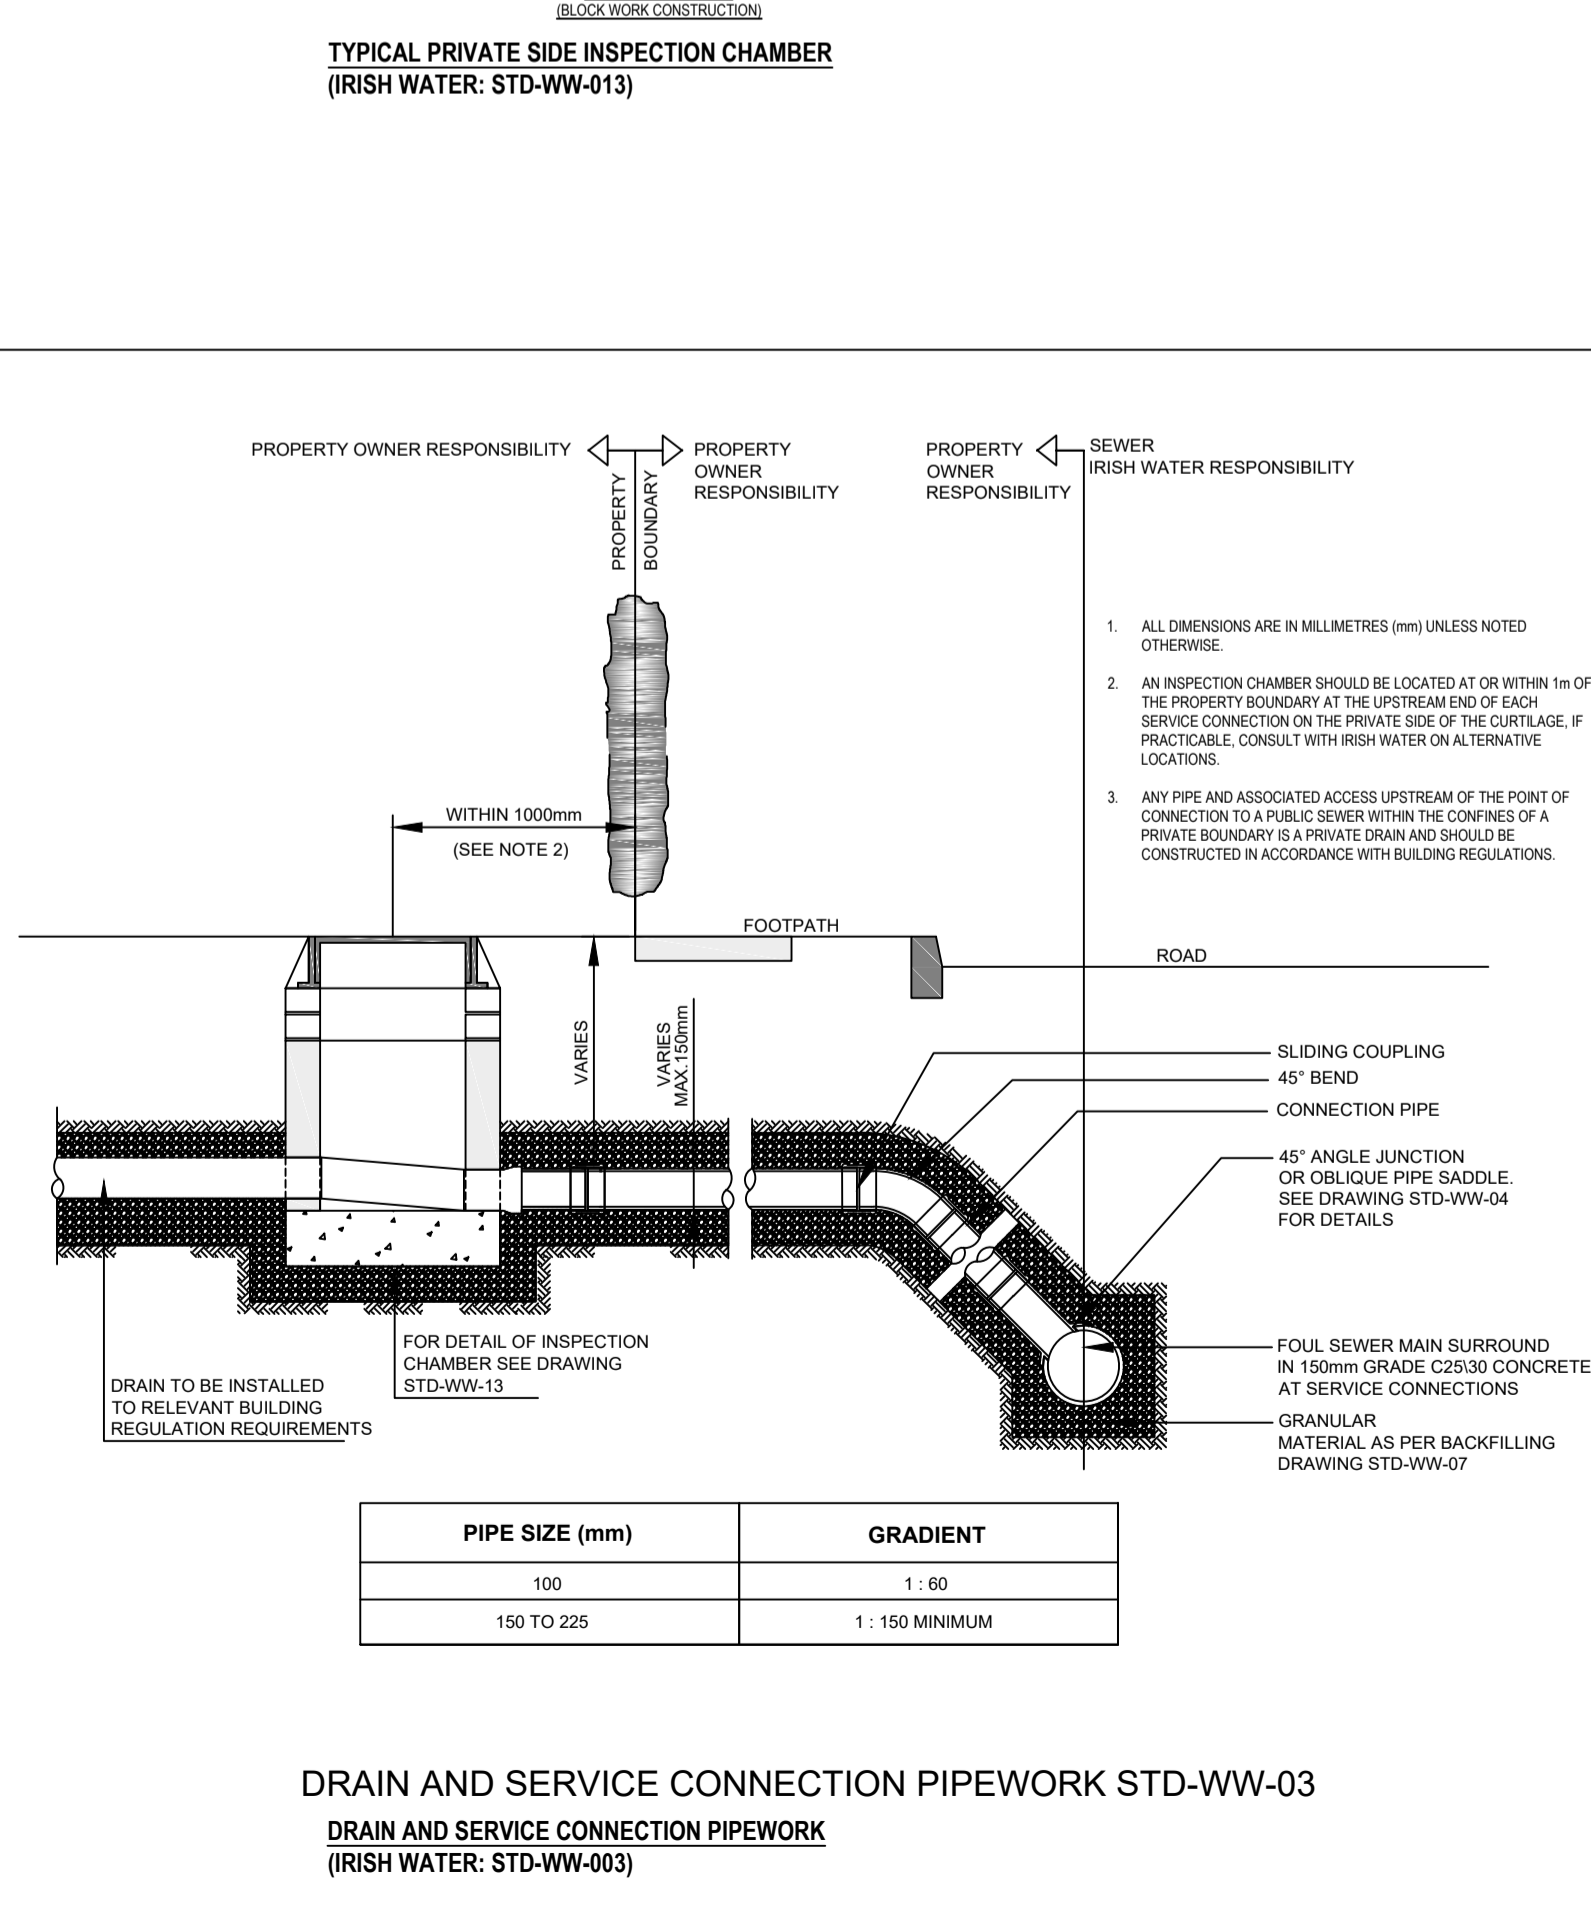 (BLOCK WORK CONSTRUCTION)
TYPICAL PRIVATE SIDE INSPECTION CHAMBER
(IRISH WATER: STD-WW-013)
PROPERTY OWNER RESPONSIBILITY
PROPERTY
OWNER
RESPONSIBILITY
PROPERTY
OWNER
RESPONSIBILITY
SEWER
IRISH WATER RESPONSIBILITY
PROPERTY
BOUNDARY
1. ALL DIMENSIONS ARE IN MILLIMETRES (mm) UNLESS NOTED
OTHERWISE.
2. AN INSPECTION CHAMBER SHOULD BE LOCATED AT OR WITHIN 1m OF
THE PROPERTY BOUNDARY AT THE UPSTREAM END OF EACH
SERVICE CONNECTION ON THE PRIVATE SIDE OF THE CURTILAGE, IF
PRACTICABLE, CONSULT WITH IRISH WATER ON ALTERNATIVE
LOCATIONS.
3. ANY PIPE AND ASSOCIATED ACCESS UPSTREAM OF THE POINT OF
CONNECTION TO A PUBLIC SEWER WITHIN THE CONFINES OF A
PRIVATE BOUNDARY IS A PRIVATE DRAIN AND SHOULD BE
CONSTRUCTED IN ACCORDANCE WITH BUILDING REGULATIONS.
WITHIN 1000mm
(SEE NOTE 2)
FOOTPATH
ROAD
VARIES
VARIES
MAX.150mm
SLIDING COUPLING
45° BEND
CONNECTION PIPE
45° ANGLE JUNCTION
OR OBLIQUE PIPE SADDLE.
SEE DRAWING STD-WW-04
FOR DETAILS
FOR DETAIL OF INSPECTION
CHAMBER SEE DRAWING
STD-WW-13
DRAIN TO BE INSTALLED
TO RELEVANT BUILDING
REGULATION REQUIREMENTS
FOUL SEWER MAIN SURROUND
IN 150mm GRADE C25\30 CONCRETE
AT SERVICE CONNECTIONS
GRANULAR
MATERIAL AS PER BACKFILLING
DRAWING STD-WW-07
PIPE SIZE (mm) GRADIENT
100 1 : 60
150 TO 225 1 : 150 MINIMUM
DRAIN AND SERVICE CONNECTION PIPEWORK STD-WW-03
DRAIN AND SERVICE CONNECTION PIPEWORK
(IRISH WATER: STD-WW-003)